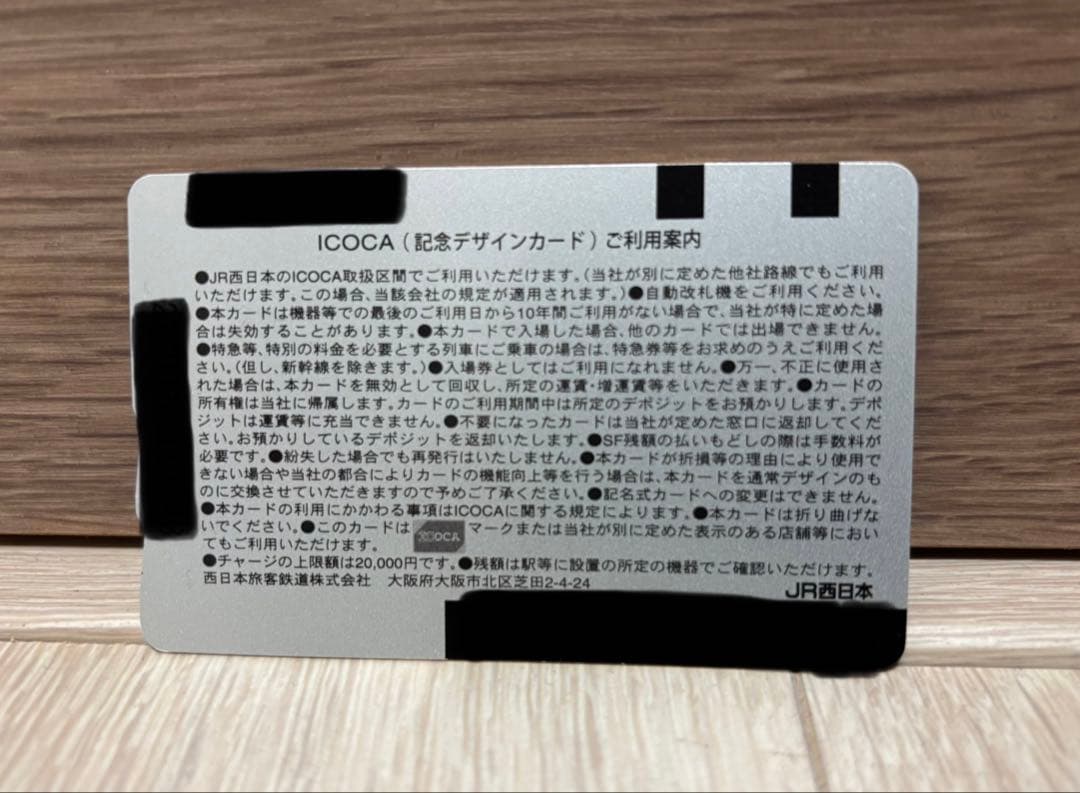 ICOCA（記念デザインカード）ご利用案内
●JR西日本のICOCA取扱区間でご利用いただけます。（当社が別に定めた他社路線でもご利用
いただけます。この場合、当該会社の規定が適用されます。）●自動改札機をご利用ください。
●本カードは機器等での最後のご利用日から10年間ご利用がない場合で、当社が特に定めた場
合は失効することがあります。●本カードで入場した場合、他のカードでは出場できません。
●特急等、特別の料金を必要とする列車にご乗車の場合は、特急券等をお求めのうえご利用くだ
さい。（但し、新幹線を除きます。）●入場券としてはご利用になれません。●万一、不正に使用さ
れた場合は、本カードを無効として回収し、所定の運賃・増運賃等をいただきます。●カードの
所有権は当社に帰属します。カードのご利用期間中は所定のデポジットをお預かりします。デポ
ジットは運賃等に充当できません。●不要になったカードは当社が定めた窓口に返却してくだ
さい。お預かりしているデポジットを返却いたします。●SF残額の払いもどしの際は手数料が
必要です。●紛失した場合でも再発行はいたしません。●本カードが折損等の理由により使用で
きない場合や当社の都合によりカードの機能向上等を行う場合は、本カードを通常デザインのも
のに交換させていただきますので予めご了承ください。●記名式カードへの変更はできません。
●本カードの利用にかかわる事項はICOCAに関する規定によります。●本カードは折り曲げな
いでください。●このカードは ICOCA マークまたは当社が別に定めた表示のある店舗等におい
てもご利用いただけます。
●チャージの上限額は20,000円です。●残額は駅等に設置の所定の機器でご確認いただけます。
西日本旅客鉄道株式会社　大阪府大阪市北区芝田2-4-24
JR西日本